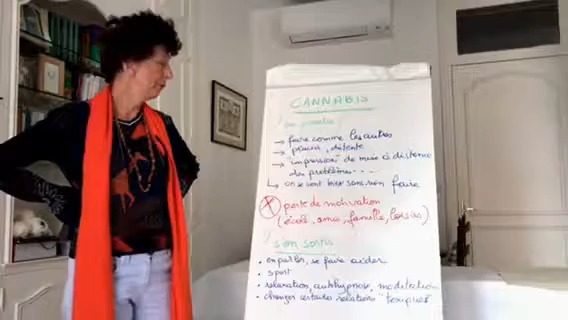 CANNABIS
→ faire comme les autres
plaisir, détente
→ "impression" de mise à distance
des problèmes...
↳ on se sent bien sans rien faire
perte de motivation
(école, amis, famille, loisirs)
s'en sortir
• en parler, se faire aider
• sport
• relaxation, autohypnose, méditation
• changer certaines relations "toxiques"